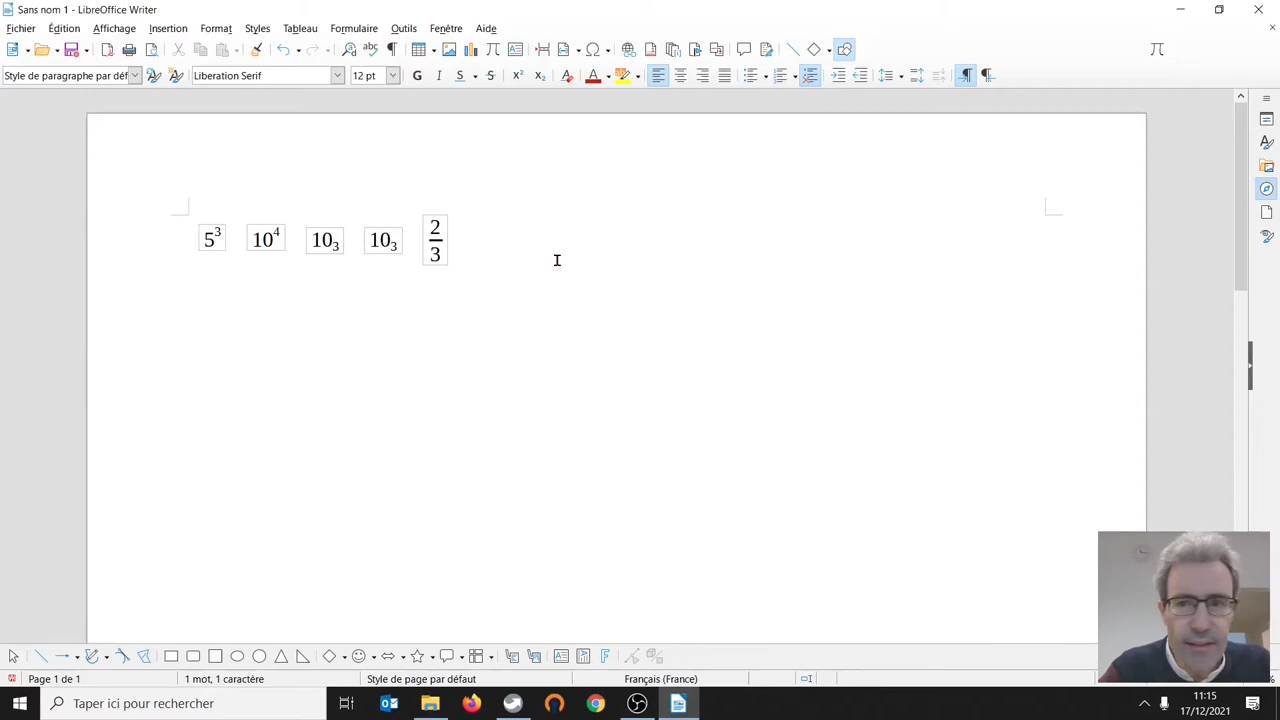 Sans nom 1 - LibreOffice Writer
Fichier Édition Affichage Insertion Format Styles Tableau Formulaire Outils Fenêtre Aide
Style de paragraphe par déf Liberation Serif 12 pt G I S S X² X₂ A
5³ 10⁴ 10₃ 10₃ 2/3
Page 1 de 1 1 mot, 1 caractère Style de page par défaut Français (France)
Taper ici pour rechercher
11:15
17/12/2021